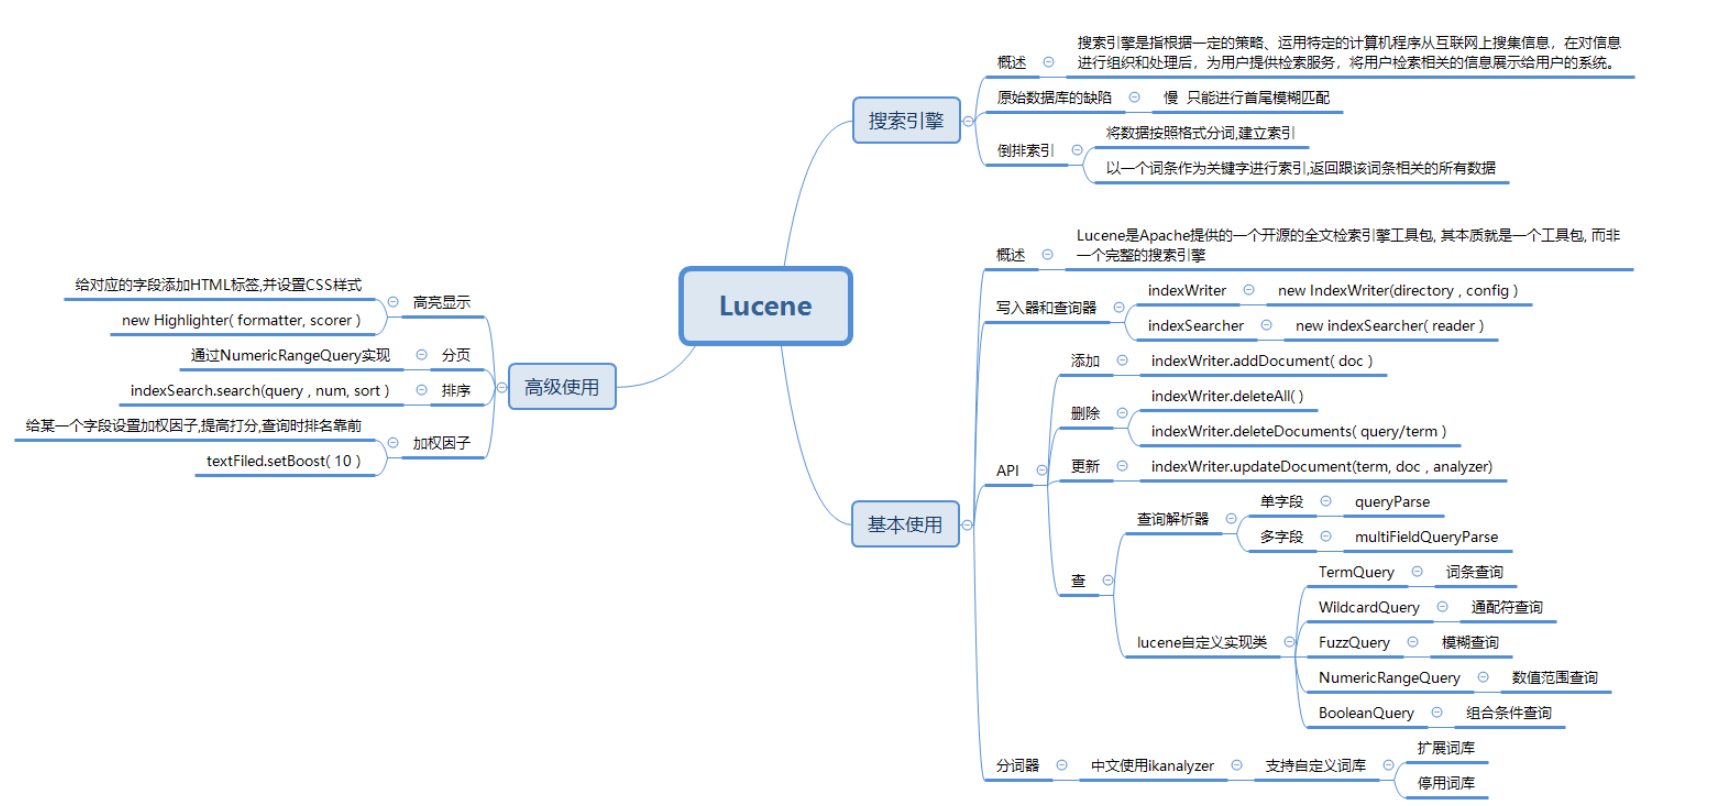 Lucene
搜索引擎
概述
搜索引擎是指根据一定的策略、运用特定的计算机程序从互联网上搜集信息，在对信息
进行组织和处理后，为用户提供检索服务，将用户检索相关的信息展示给用户的系统。
原始数据库的缺陷
慢 只能进行首尾模糊匹配
倒排索引
将数据按照格式分词,建立索引
以一个词条作为关键字进行索引,返回跟该词条相关的所有数据
基本使用
概述
Lucene是Apache提供的一个开源的全文检索引擎工具包, 其本质就是一个工具包, 而非
一个完整的搜索引擎
写入器和查询器
indexWriter
new IndexWriter(directory , config )
indexSearcher
new indexSearcher( reader )
API
添加
indexWriter.addDocument( doc )
删除
indexWriter.deleteAll( )
indexWriter.deleteDocuments( query/term )
更新
indexWriter.updateDocument(term, doc , analyzer)
查
查询解析器
单字段
queryParse
多字段
multiFieldQueryParse
lucene自定义实现类
TermQuery
词条查询
WildcardQuery
通配符查询
FuzzQuery
模糊查询
NumericRangeQuery
数值范围查询
BooleanQuery
组合条件查询
分词器
中文使用ikanalyzer
支持自定义词库
扩展词库
停用词库
高级使用
高亮显示
给对应的字段添加HTML标签,并设置CSS样式
new Highlighter( formatter, scorer )
分页
通过NumericRangeQuery实现
排序
indexSearch.search(query , num, sort )
加权因子
给某一个字段设置加权因子,提高打分,查询时排名靠前
textFiled.setBoost( 10 )